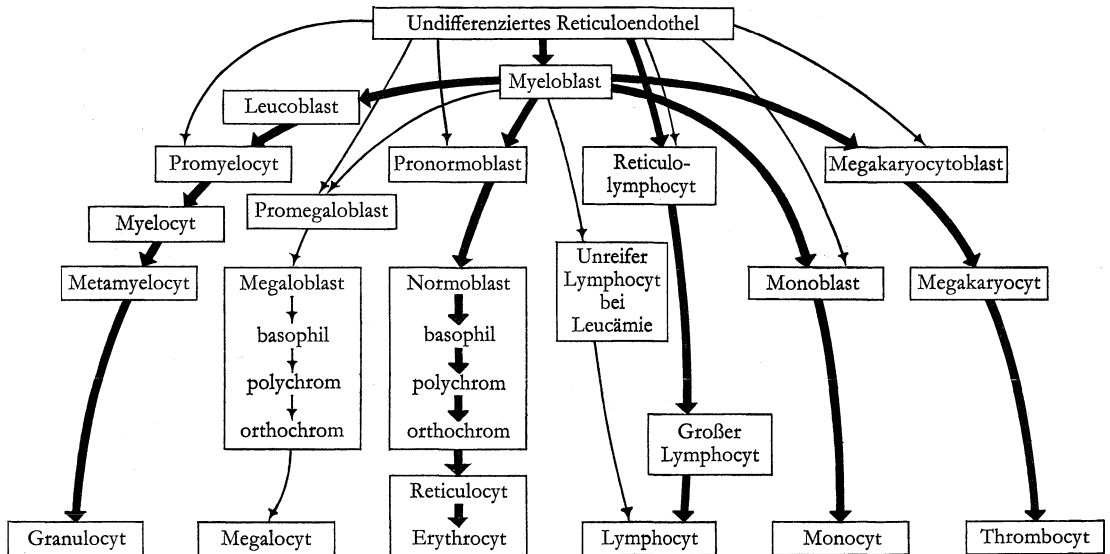 Undifferenziertes Reticuloendothel
Myeloblast
Leucoblast
Promyelocyt
Pronormoblast
Reticulo-
lymphocyt
Megakaryocytoblast
Promegaloblast
Myelocyt
Metamyelocyt
Megaloblast
basophil
polychrom
orthochrom
Normoblast
basophil
polychrom
orthochrom
Unreifer
Lymphocyt
bei
Leucämie
Monoblast
Megakaryocyt
Großer
Lymphocyt
Reticulocyt
Erythrocyt
Granulocyt
Megalocyt
Lymphocyt
Monocyt
Thrombocyt